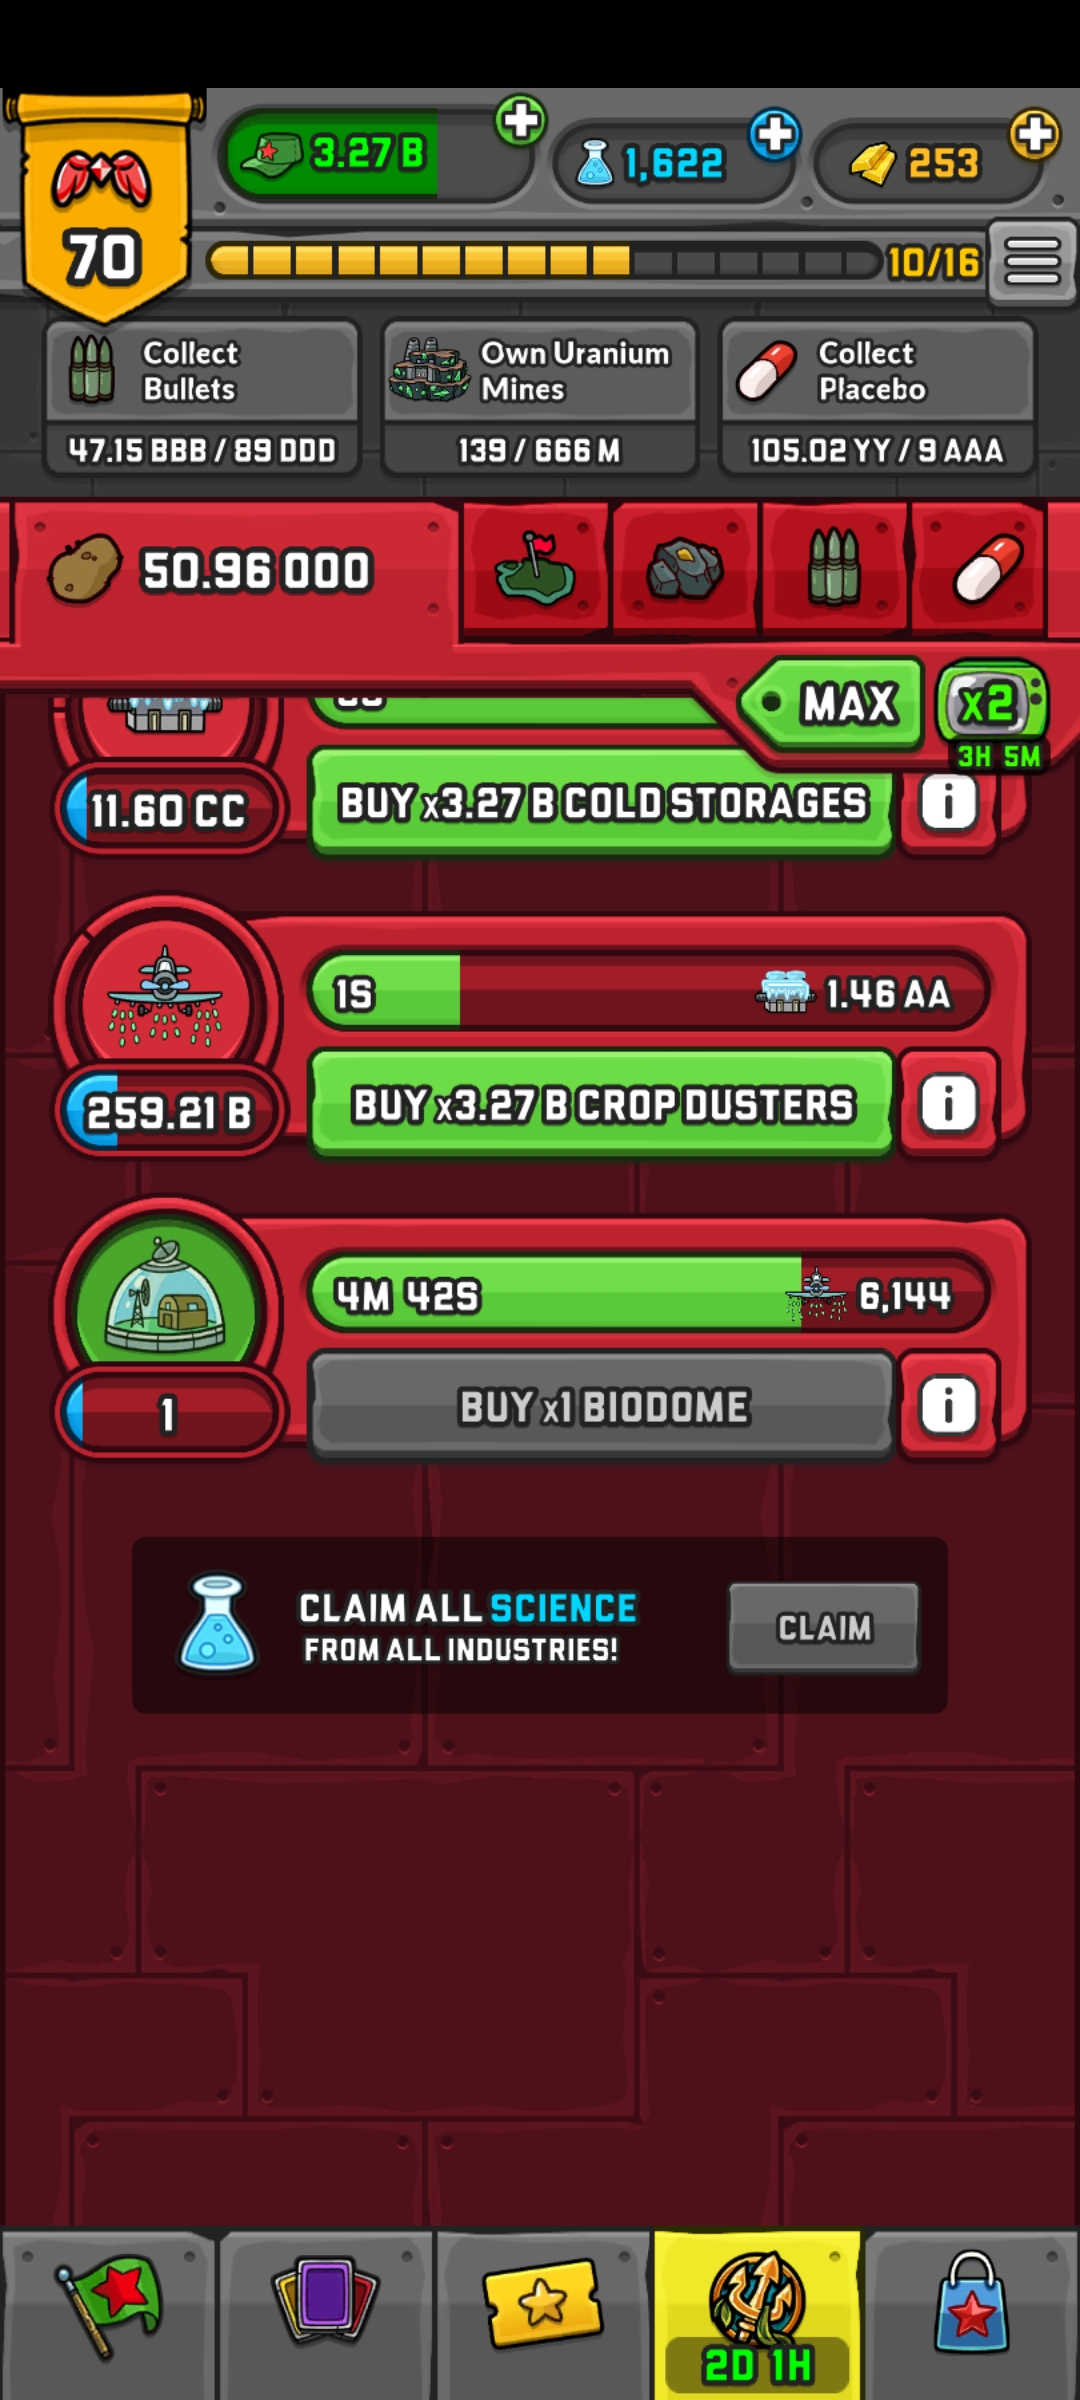 3.27 B
1,622
253
70
10/16
Collect
Bullets
47.15 BBB / 89 DDD
Own Uranium
Mines
139 / 666 M
Collect
Placebo
105.02 YY / 9 AAA
50.96 OOO
MAX
x2
3H 5M
11.60 CC
BUY x3.27 B COLD STORAGES
i
1S
1.46 AA
259.21 B
BUY x3.27 B CROP DUSTERS
i
4M 42S
6,144
1
BUY x1 BIODOME
i
CLAIM ALL SCIENCE
FROM ALL INDUSTRIES!
CLAIM
2D 1H